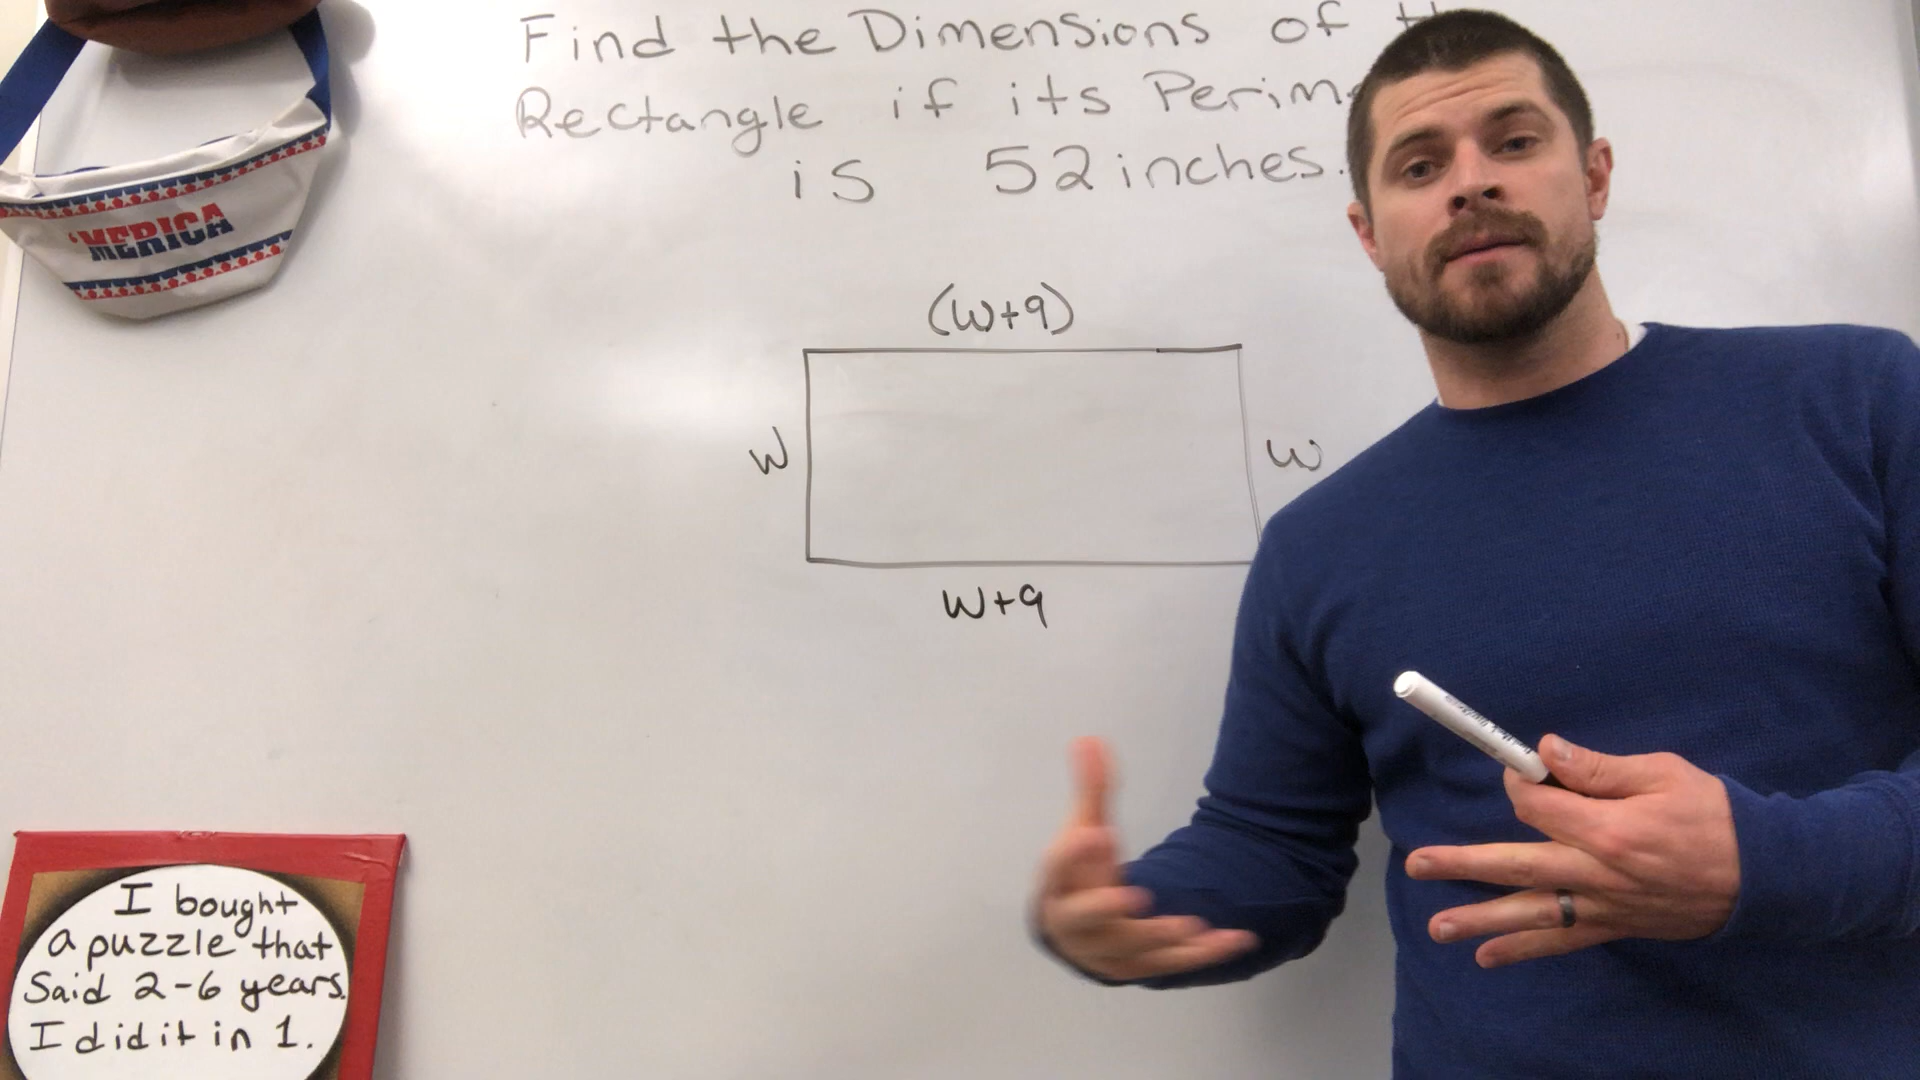 Find the Dimensions of
Rectangle if its
is 52 inches.
'MERICA
(W+9)
W
W
W+9
I bought
a puzzle that
Said 2-6 years.
I did it in 1.